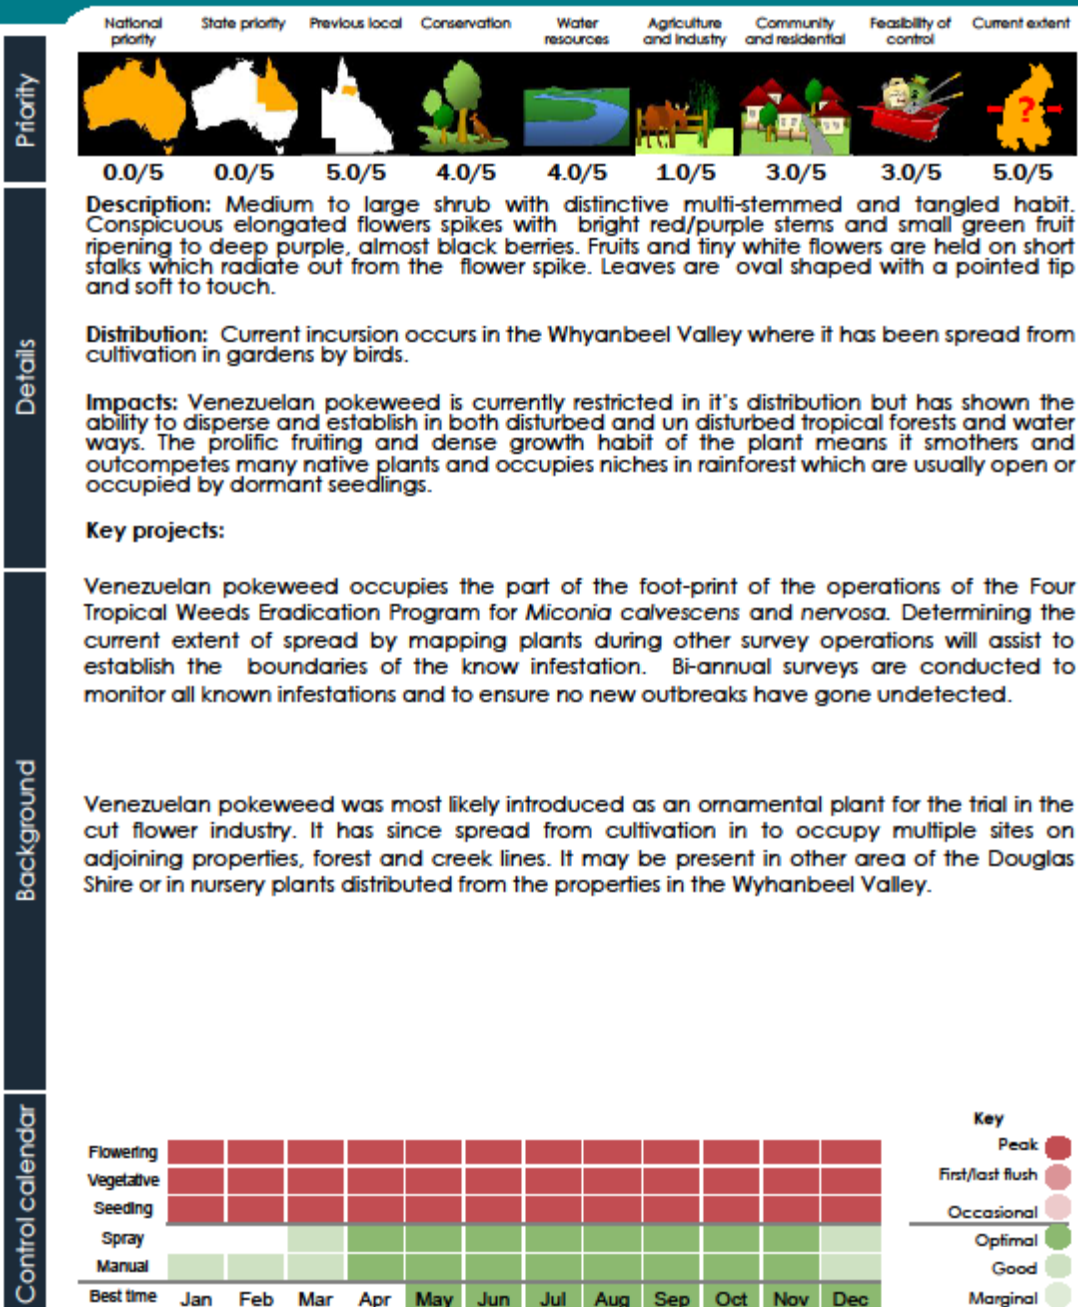 National priority
State priority
Previous local
Conservation
Water resources
Agriculture and industry
Community and residential
Feasibility of control
Current extent
Priority
?
0.0/5 0.0/5 5.0/5 4.0/5 4.0/5 1.0/5 3.0/5 3.0/5 5.0/5
Details
Description: Medium to large shrub with distinctive multi-stemmed and tangled habit.
Conspicuous elongated flowers spikes with bright red/purple stems and small green fruit
ripening to deep purple, almost black berries. Fruits and tiny white flowers are held on short
stalks which radiate out from the flower spike. Leaves are oval shaped with a pointed tip
and soft to touch.
Distribution: Current incursion occurs in the Whyanbeel Valley where it has been spread from
cultivation in gardens by birds.
Impacts: Venezuelan pokeweed is currently restricted in it's distribution but has shown the
ability to disperse and establish in both disturbed and un disturbed tropical forests and water
ways. The prolific fruiting and dense growth habit of the plant means it smothers and
outcompetes many native plants and occupies niches in rainforest which are usually open or
occupied by dormant seedlings.
Key projects:
Background
Venezuelan pokeweed occupies the part of the foot-print of the operations of the Four
Tropical Weeds Eradication Program for Miconia calvescens and nervosa. Determining the
current extent of spread by mapping plants during other survey operations will assist to
establish the boundaries of the know infestation. Bi-annual surveys are conducted to
monitor all known infestations and to ensure no new outbreaks have gone undetected.
Venezuelan pokeweed was most likely introduced as an ornamental plant for the trial in the
cut flower industry. It has since spread from cultivation in to occupy multiple sites on
adjoining properties, forest and creek lines. It may be present in other area of the Douglas
Shire or in nursery plants distributed from the properties in the Wyhanbeel Valley.
Control calendar
Flowering
Vegetative
Seeding
Spray
Manual
Best time Jan Feb Mar Apr May Jun Jul Aug Sep Oct Nov Dec
Key
Peak
First/last flush
Occasional
Optimal
Good
Marginal